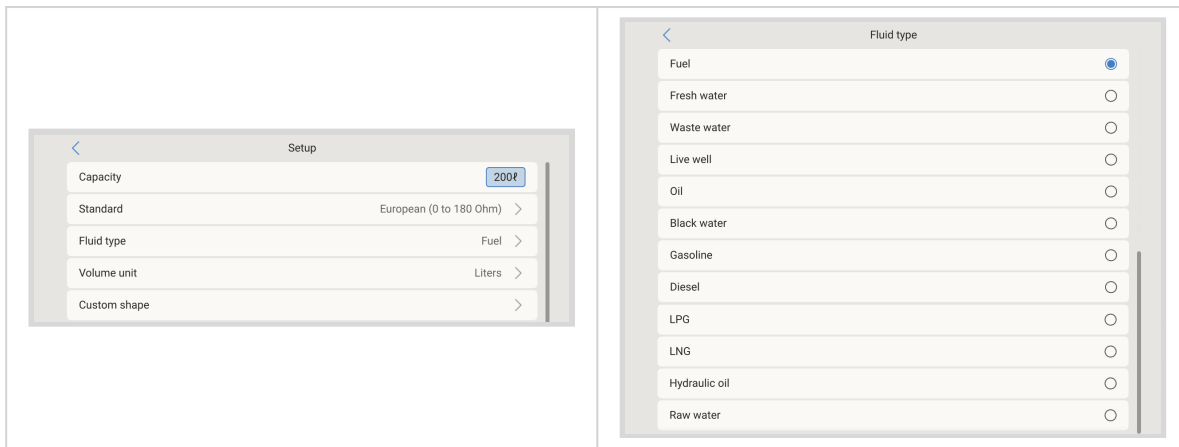 Setup
Capacity 200ℓ
Standard European (0 to 180 Ohm)
Fluid type Fuel
Volume unit Liters
Custom shape
Fluid type
Fuel
Fresh water
Waste water
Live well
Oil
Black water
Gasoline
Diesel
LPG
LNG
Hydraulic oil
Raw water